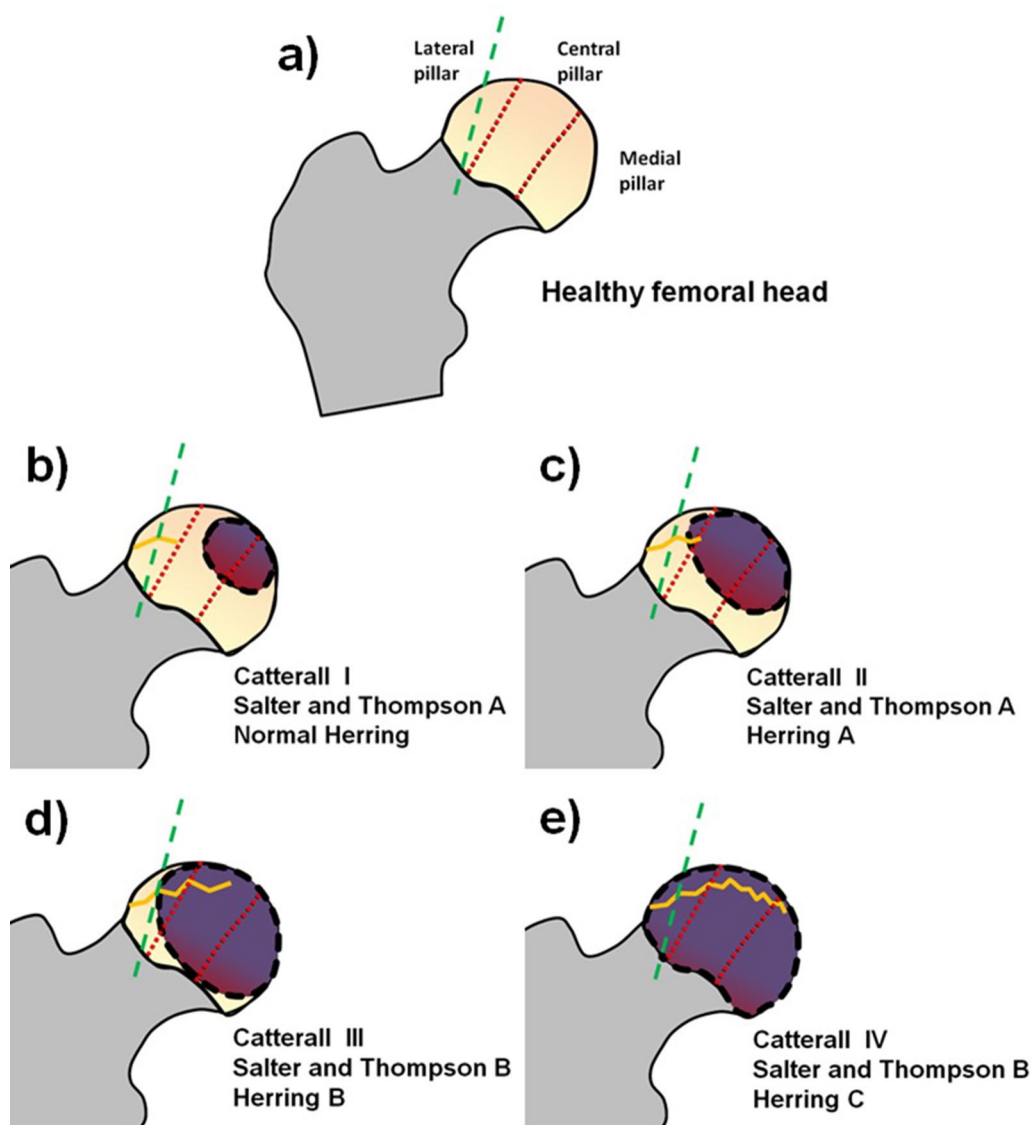 a)
Lateral
pillar
Central
pillar
Medial
pillar
Healthy femoral head
b)
Catterall I
Salter and Thompson A
Normal Herring
c)
Catterall II
Salter and Thompson A
Herring A
d)
Catterall III
Salter and Thompson B
Herring B
e)
Catterall IV
Salter and Thompson B
Herring C